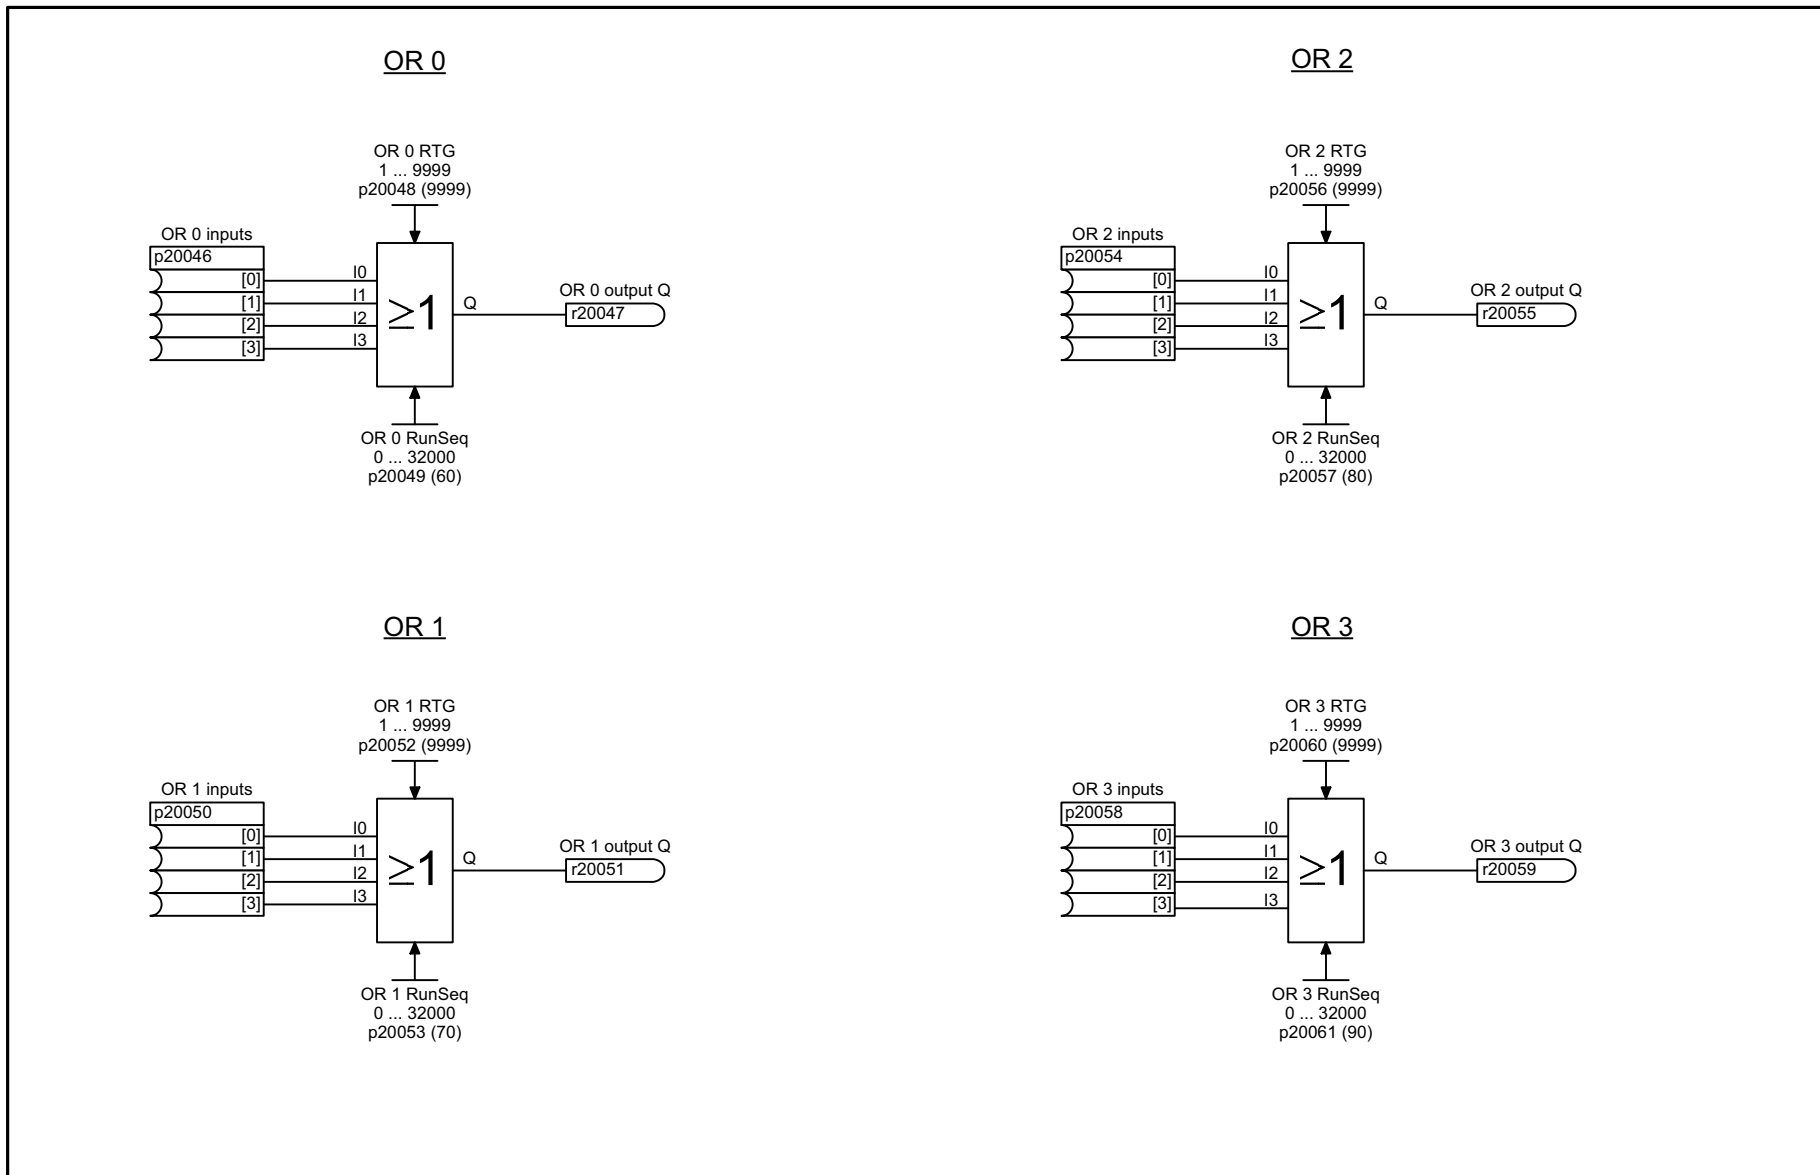 OR 0
OR 0 RTG
1 ... 9999
p20048 (9999)
OR 0 inputs
p20046
[0]
[1]
[2]
[3]
I0
I1
I2
I3
≥1
Q
OR 0 output Q
r20047
OR 0 RunSeq
0 ... 32000
p20049 (60)
OR 2
OR 2 RTG
1 ... 9999
p20056 (9999)
OR 2 inputs
p20054
[0]
[1]
[2]
[3]
I0
I1
I2
I3
≥1
Q
OR 2 output Q
r20055
OR 2 RunSeq
0 ... 32000
p20057 (80)
OR 1
OR 1 RTG
1 ... 9999
p20052 (9999)
OR 1 inputs
p20050
[0]
[1]
[2]
[3]
I0
I1
I2
I3
≥1
Q
OR 1 output Q
r20051
OR 1 RunSeq
0 ... 32000
p20053 (70)
OR 3
OR 3 RTG
1 ... 9999
p20060 (9999)
OR 3 inputs
p20058
[0]
[1]
[2]
[3]
I0
I1
I2
I3
≥1
Q
OR 3 output Q
r20059
OR 3 RunSeq
0 ... 32000
p20061 (90)